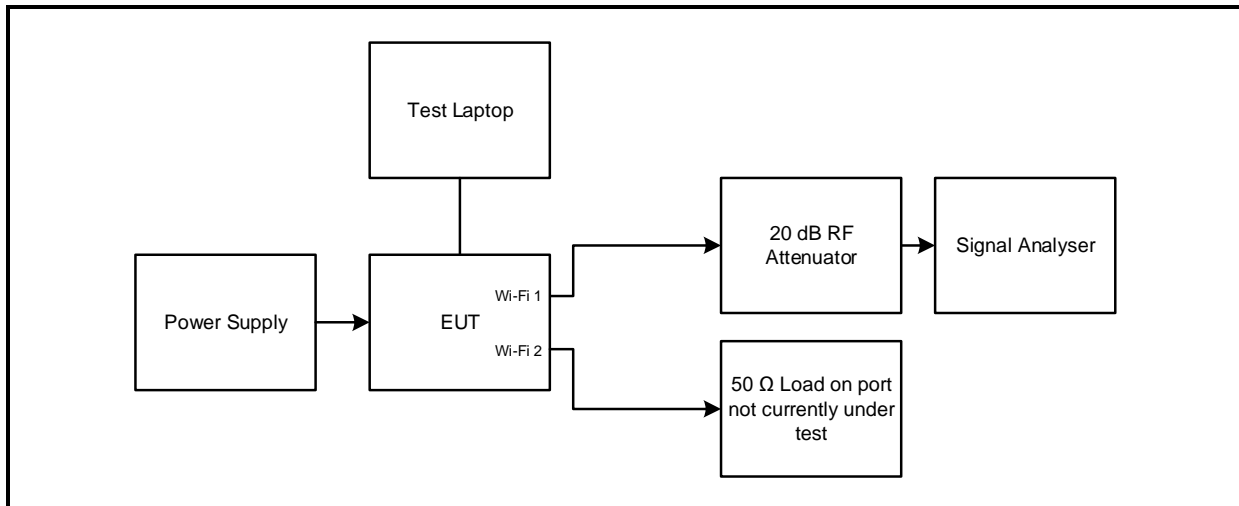 Test Laptop
20 dB RF
Attenuator
Signal Analyser
Power Supply
EUT
Wi-Fi 1
Wi-Fi 2
50 Ω Load on port
not currently under
test